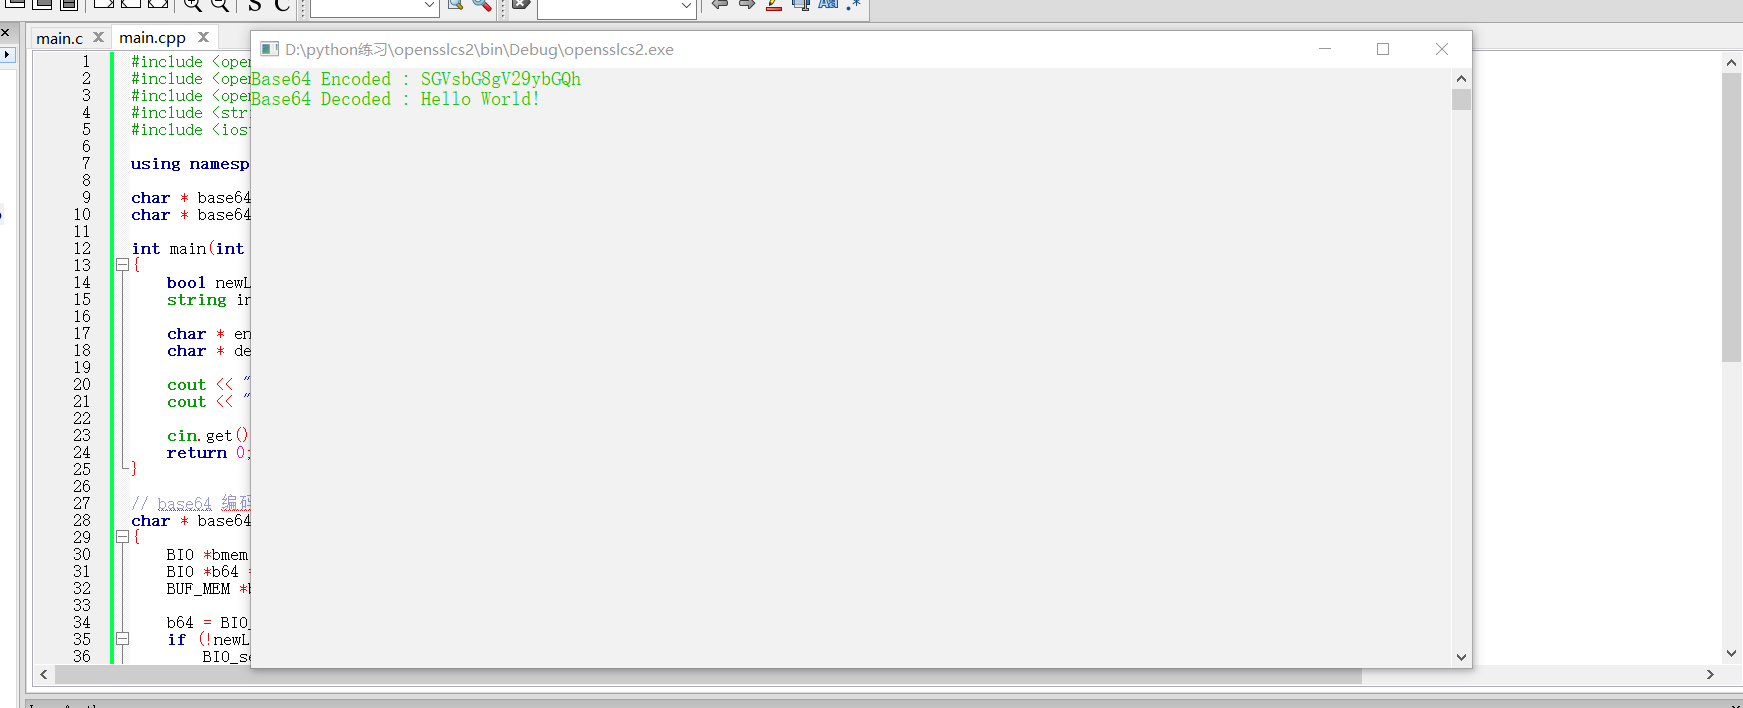 S C
main.c
main.cpp
D:\python练习\opensslcs2\bin\Debug\opensslcs2.exe
Base64 Encoded : SGVsbG8gV29ybGQh
Base64 Decoded : Hello World!
1 #include <open
2 #include <open
3 #include <open
4 #include <str
5 #include <ios
6
7 using namesp
8
9 char * base64
10 char * base64
11
12 int main(int
13 {
14 bool newL
15 string in
16
17 char * en
18 char * de
19
20 cout << "
21 cout << "
22
23 cin.get()
24 return 0;
25 }
26
27 // base64 编码
28 char * base64
29 {
30 BIO *bmem
31 BIO *b64 =
32 BUF_MEM *b
33
34 b64 = BIO_
35 if (!newL
36 BIO_se